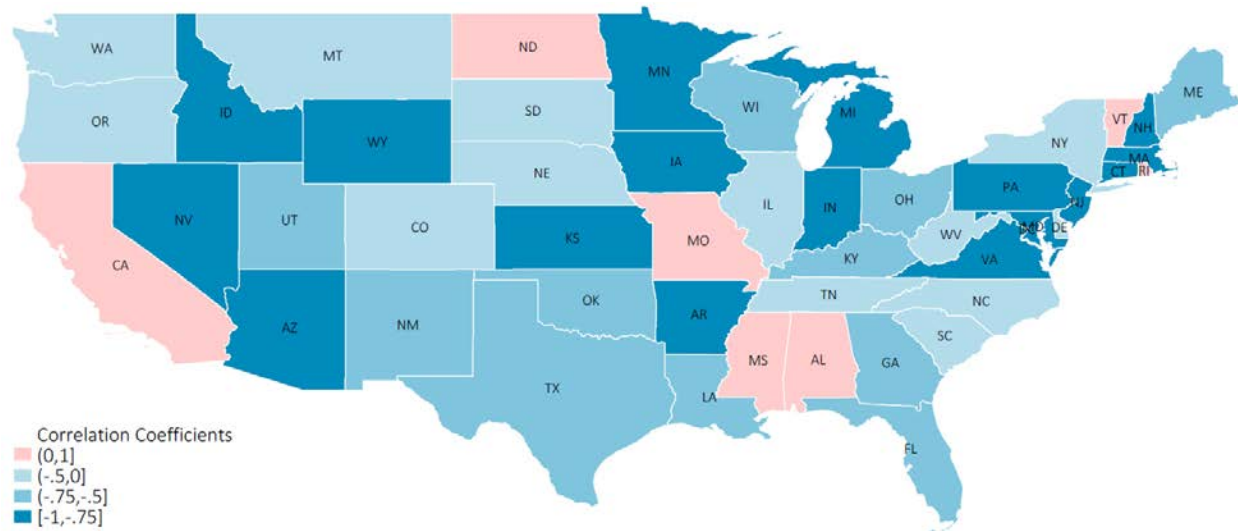 WA
MT
ND
MN
ME
ID
SD
WI
MI
VT
NH
OR
WY
NY
MA
CT
RI
NE
IA
PA
NV
UT
CO
IL
IN
OH
NJ
MD
DE
WV
KS
MO
KY
VA
CA
TN
NC
AZ
NM
OK
AR
SC
MS
AL
GA
TX
LA
FL
Correlation Coefficients
(0,1]
(-.5,0]
(-.75,-.5]
[-1,-.75]